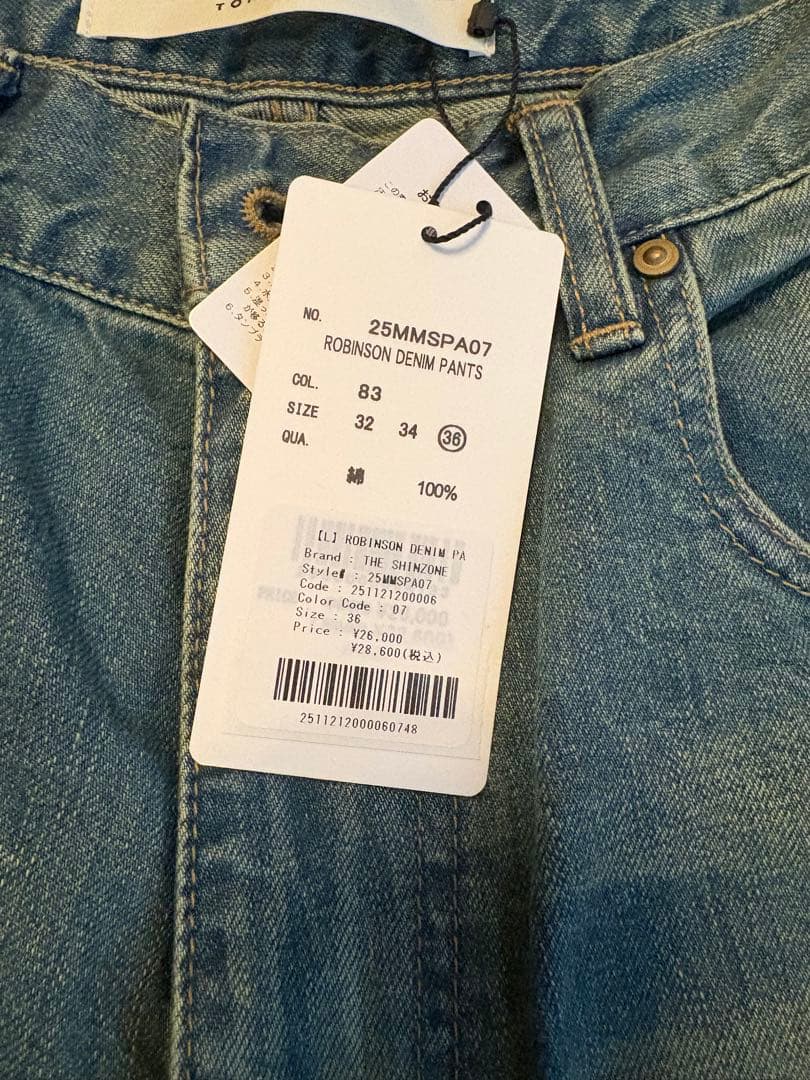 NO. 25MMSPA07
ROBINSON DENIM PANTS
COL. 83
SIZE 32 34 36
QUA.
綿 100%
【L】ROBINSON DENIM PA
Brand : THE SHINZONE
Style# : 25MMSPA07
Code : 251121200006
Color Code : 07
Size : 36
Price : ¥26,000
¥28,600(税込)
2511212000060748